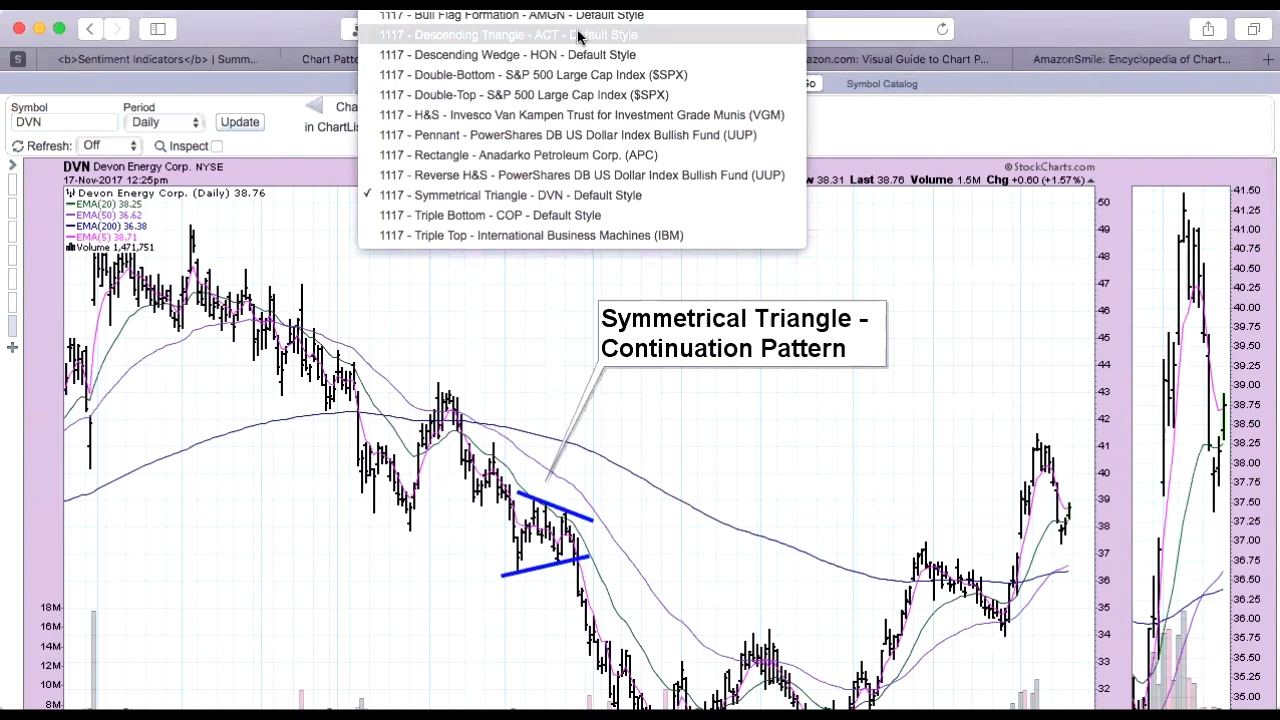 1117 - Bull Flag Formation - AMGN - Default Style
1117 - Descending Triangle - ACT - Default Style
1117 - Descending Wedge - HON - Default Style
1117 - Double-Bottom - S&P 500 Large Cap Index ($SPX)
1117 - Double-Top - S&P 500 Large Cap Index ($SPX)
1117 - H&S - Invesco Van Kampen Trust for Investment Grade Munis (VGM)
1117 - Pennant - PowerShares DB US Dollar Index Bullish Fund (UUP)
1117 - Rectangle - Anadarko Petroleum Corp. (APC)
1117 - Reverse H&S - PowerShares DB US Dollar Index Bullish Fund (UUP)
✓ 1117 - Symmetrical Triangle - DVN - Default Style
1117 - Triple Bottom - COP - Default Style
1117 - Triple Top - International Business Machines (IBM)
S
<b>Sentiment Indicators</b> | Summ...
Chart Patte
zon.com: Visual Guide to Chart P...
AmazonSmile: Encyclopedia of Chart...
Go
Symbol Catalog
Symbol
Period
DVN
Daily
Update
Cha
in ChartLis
Refresh: Off
Inspect
DVN Devon Energy Corp. NYSE
© StockCharts.com
17-Nov-2017 12:25pm
w 38.31 Last 38.76 Volume 1.5M Chg +0.60 (+1.57%)
Devon Energy Corp. (Daily) 38.76
EMA(20) 38.25
EMA(50) 36.62
EMA(200) 36.38
EMA(5) 38.71
Volume 1,471,751
Symmetrical Triangle -
Continuation Pattern
50
49
48
47
46
45
44
43
42
41
40
39
38
37
36
35
34
33
32
18M
16M
14M
12M
10M
41.50
41.25
41.00
40.75
40.50
40.25
40.00
39.75
39.50
39.25
39.00
38.75
38.50
38.25
38.00
37.75
37.50
37.25
37.00
36.75
36.50
36.25
36.00
35.75
35.50
35.25
35.00